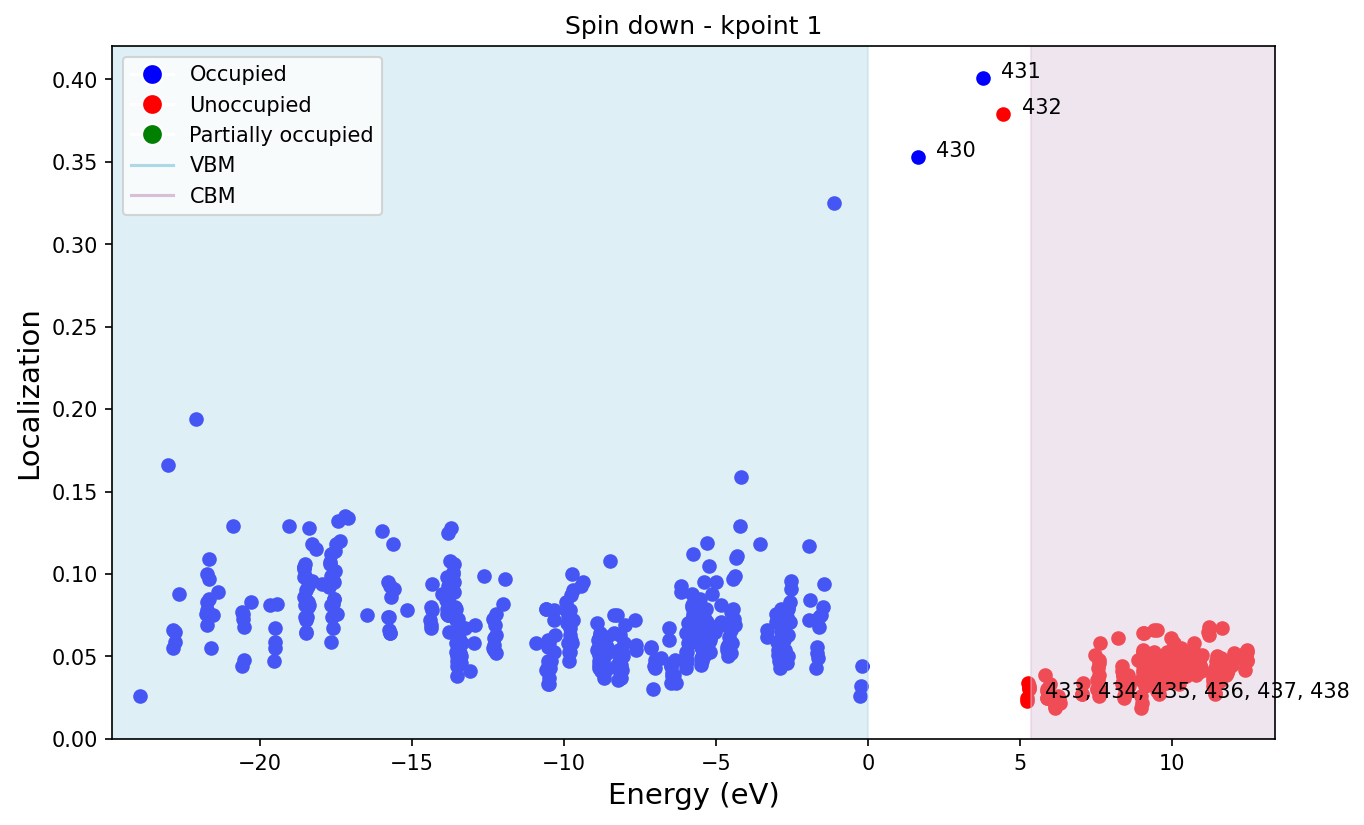 Spin down - kpoint 1
Occupied
Unoccupied
Partially occupied
VBM
CBM
431
432
430
433, 434, 435, 436, 437, 438
0.40
0.35
0.30
0.25
0.20
0.15
0.10
0.05
0.00
Localization
−20
−15
−10
−5
0
5
10
Energy (eV)